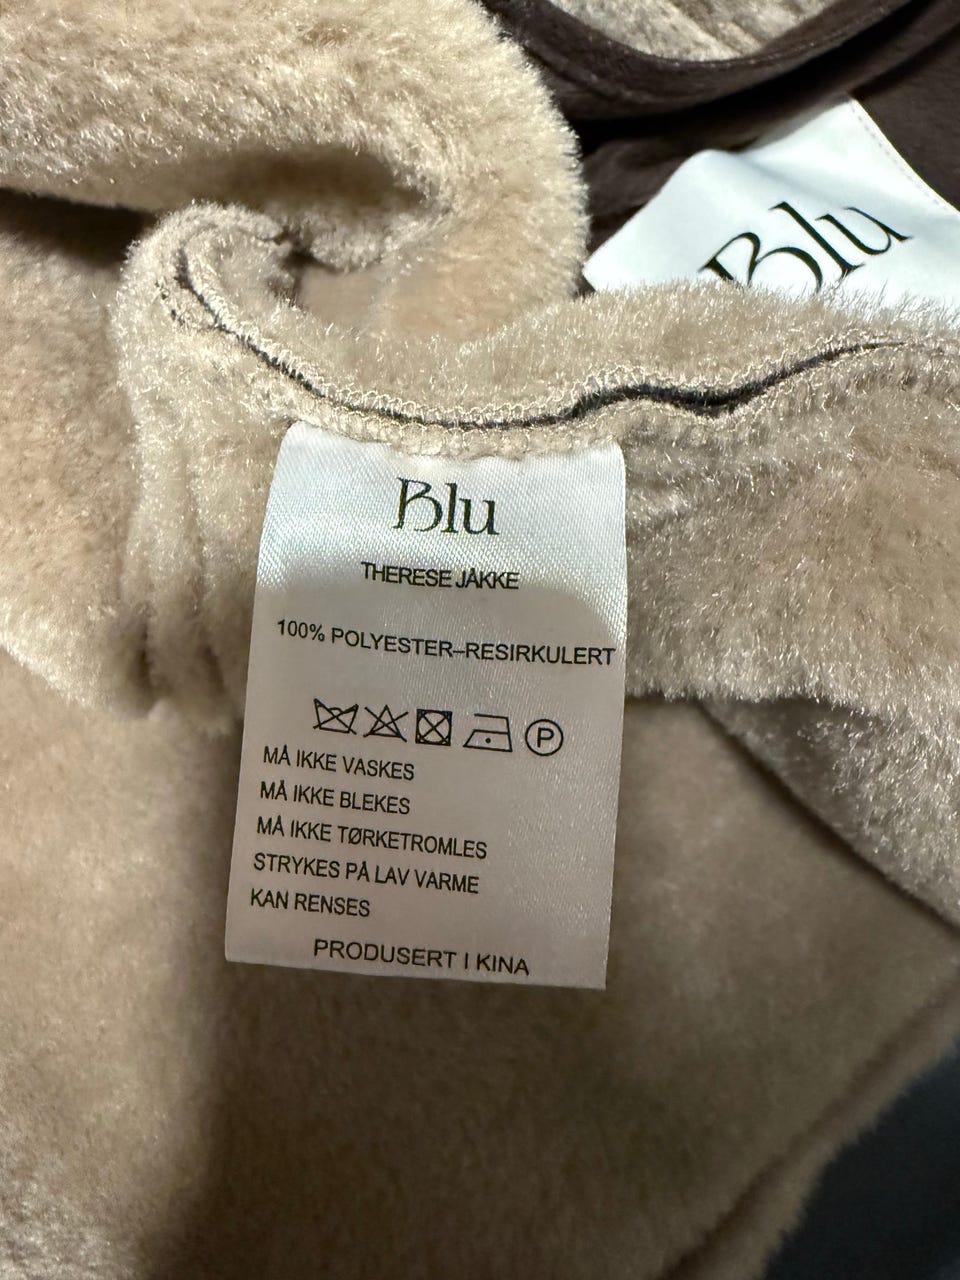 Blu
Blu
THERESE JÅKKE
100% POLYESTER–RESIRKULERT
P
MÅ IKKE VASKES
MÅ IKKE BLEKES
MÅ IKKE TØRKETROMLES
STRYKES PÅ LAV VARME
KAN RENSES
PRODUSERT I KINA